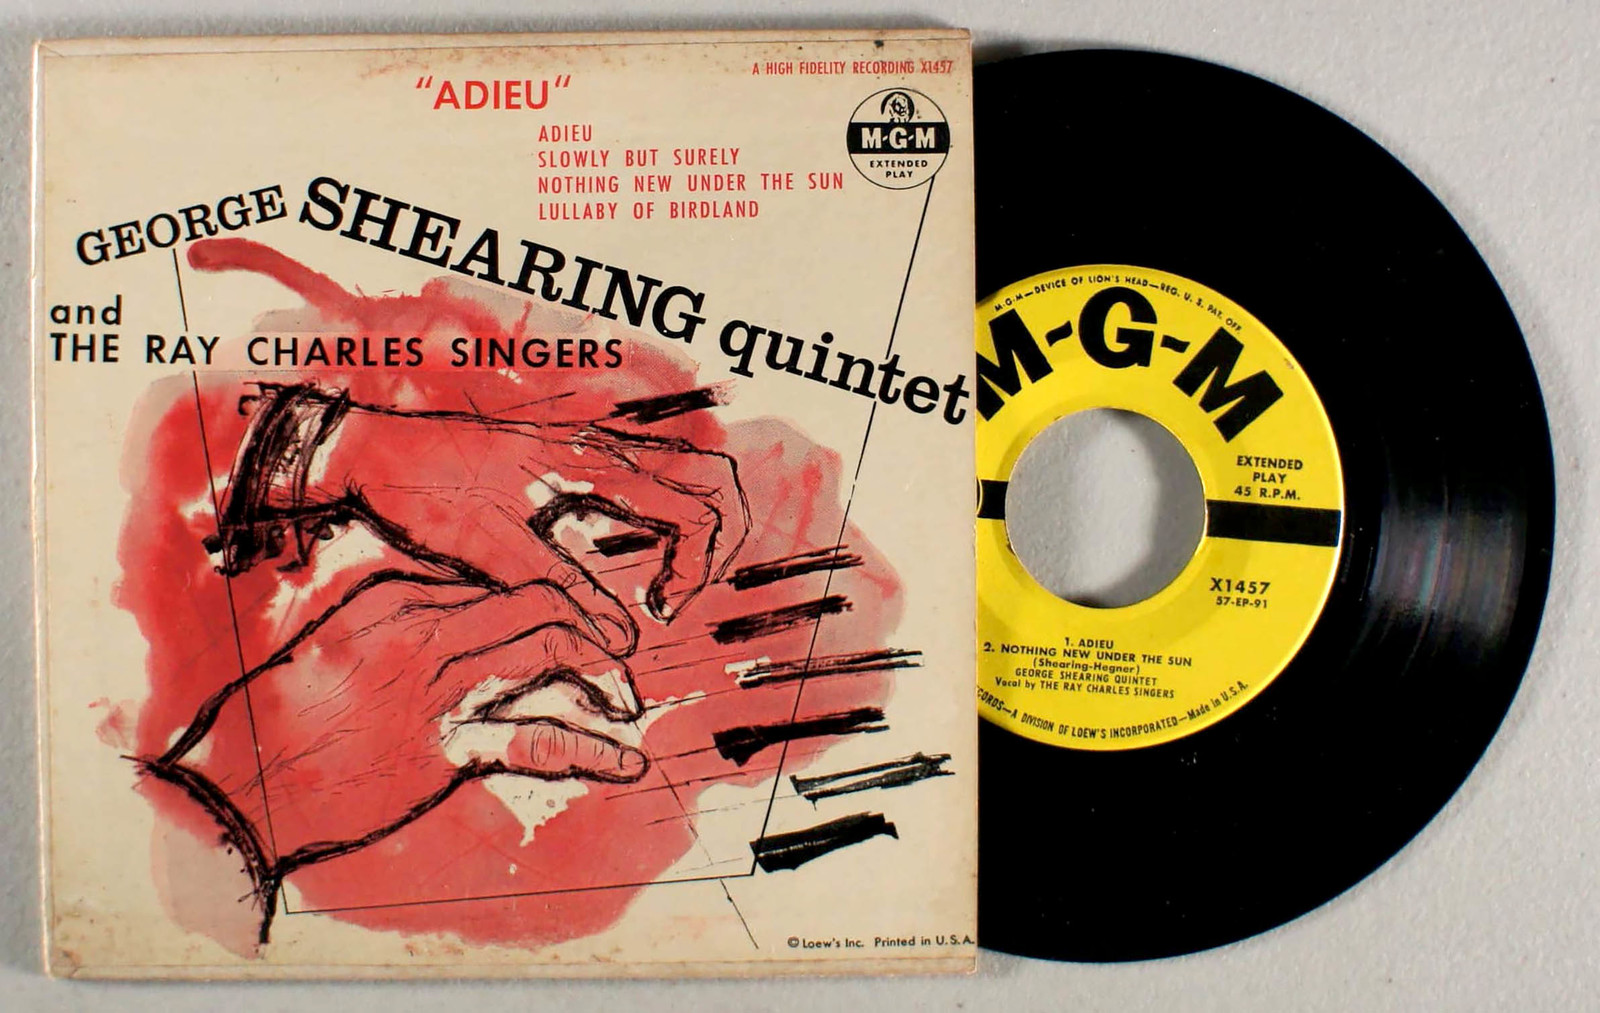 A HIGH FIDELITY RECORDING X1457
"ADIEU"
ADIEU
SLOWLY BUT SURELY
NOTHING NEW UNDER THE SUN
LULLABY OF BIRDLAND
M-G-M
EXTENDED
PLAY
GEORGE SHEARING quintet
and
THE RAY CHARLES SINGERS
© Loew's Inc. Printed in U.S.A.
M-G-M—DEVICE OF LION'S HEAD—REG. U. S. PAT. OFF.
M-G-M
EXTENDED
PLAY
45 R.P.M.
X1457
57-EP-91
1. ADIEU
2. NOTHING NEW UNDER THE SUN
(Shearing-Hegner)
GEORGE SHEARING QUINTET
Vocal by THE RAY CHARLES SINGERS
CORDS—A DIVISION OF LOEW'S INCORPORATED—Made in U.S.A.